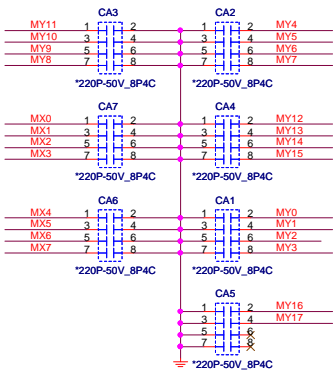 CA3 CA2
MY11 1 2 1 2 MY4
MY10 3 4 3 4 MY5
MY9 5 6 5 6 MY6
MY8 7 8 7 8 MY7
*220P-50V_8P4C *220P-50V_8P4C
CA7 CA4
MX0 1 2 1 2 MY12
MX1 3 4 3 4 MY13
MX2 5 6 5 6 MY14
MX3 7 8 7 8 MY15
*220P-50V_8P4C *220P-50V_8P4C
CA6 CA1
MX4 1 2 1 2 MY0
MX5 3 4 3 4 MY1
MX6 5 6 5 6 MY2
MX7 7 8 7 8 MY3
*220P-50V_8P4C *220P-50V_8P4C
CA5
1 2 MY16
3 4 MY17
5 6
7 8
*220P-50V_8P4C